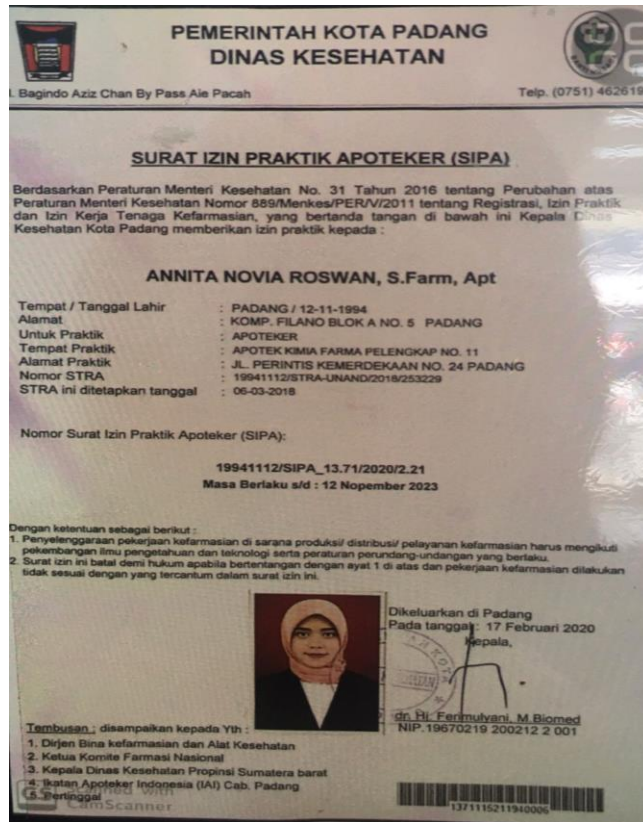 PEMERINTAH KOTA PADANG
DINAS KESEHATAN
l. Bagindo Aziz Chan By Pass Aie Pacah
Telp. (0751) 462619
SURAT IZIN PRAKTIK APOTEKER (SIPA)
Berdasarkan Peraturan Menteri Kesehatan No. 31 Tahun 2016 tentang Perubahan atas
Peraturan Menteri Kesehatan Nomor 889/Menkes/PER/V/2011 tentang Registrasi, Izin Praktik
dan Izin Kerja Tenaga Kefarmasian, yang bertanda tangan di bawah ini Kepala Dinas
Kesehatan Kota Padang memberikan izin praktik kepada :
ANNITA NOVIA ROSWAN, S.Farm, Apt
Tempat / Tanggal Lahir : PADANG / 12-11-1994
Alamat : KOMP. FILANO BLOK A NO. 5 PADANG
Untuk Praktik : APOTEKER
Tempat Praktik : APOTEK KIMIA FARMA PELENGKAP NO. 11
Alamat Praktik : JL. PERINTIS KEMERDEKAAN NO. 24 PADANG
Nomor STRA : 19941112/STRA-UNAND/2018/253229
STRA ini ditetapkan tanggal : 06-03-2018
Nomor Surat Izin Praktik Apoteker (SIPA):
19941112/SIPA_13.71/2020/2.21
Masa Berlaku s/d : 12 Nopember 2023
Dengan ketentuan sebagai berikut :
1. Penyelenggaraan pekerjaan kefarmasian di sarana produksi/ distribusi/ pelayanan kefarmasian harus mengikuti
pekembangan ilmu pengetahuan dan teknologi serta peraturan perundang-undangan yang berlaku.
2. Surat izin ini batal demi hukum apabila bertentangan dengan ayat 1 di atas dan pekerjaan kefarmasian dilakukan
tidak sesuai dengan yang tercantum dalam surat izin ini.
Dikeluarkan di Padang
Pada tanggal : 17 Februari 2020
Kepala,
dr. Hj. Ferimulyani, M.Biomed
NIP.19670219 200212 2 001
Tembusan : disampaikan kepada Yth :
1. Dirjen Bina kefarmasian dan Alat Kesehatan
2. Ketua Komite Farmasi Nasional
3. Kepala Dinas Kesehatan Propinsi Sumatera barat
4. Ikatan Apoteker Indonesia (IAI) Cab. Padang
5. Pertinggal
CS Scanned with
CamScanner
1371115211940006